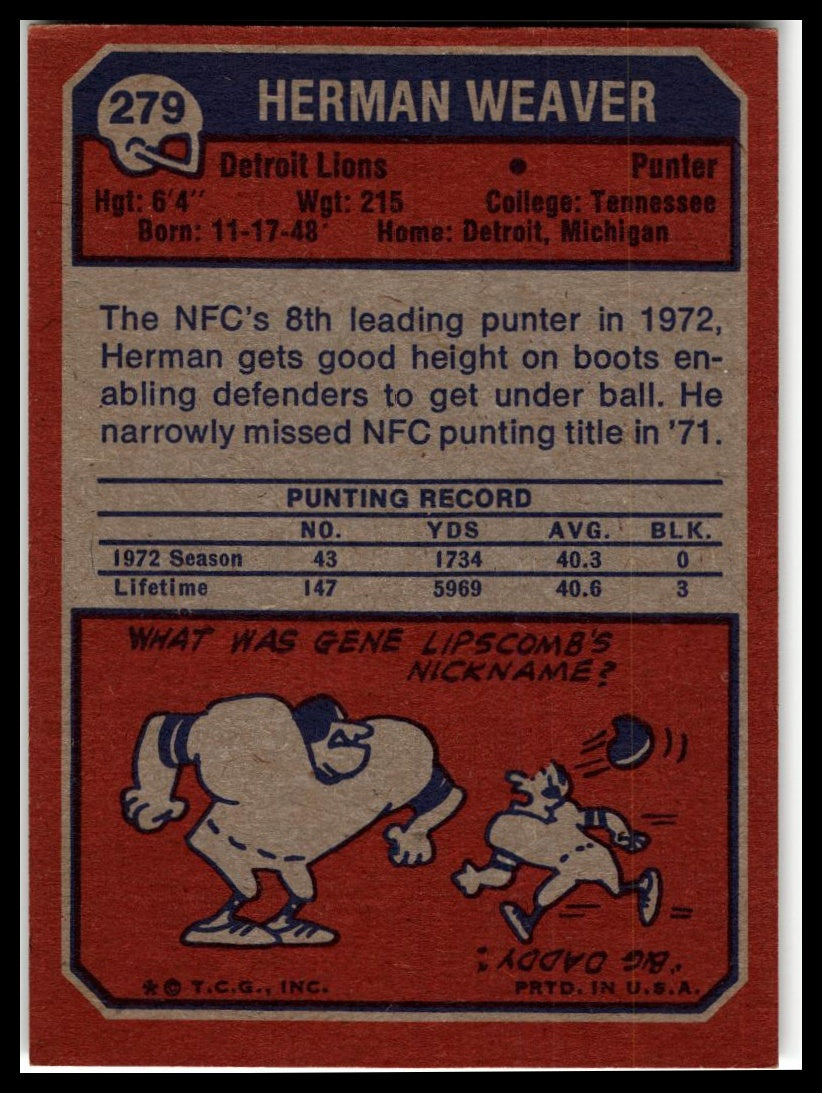 279
HERMAN WEAVER
Detroit Lions • Punter
Hgt: 6'4" Wgt: 215 College: Tennessee
Born: 11-17-48 Home: Detroit, Michigan
The NFC's 8th leading punter in 1972,
Herman gets good height on boots en-
abling defenders to get under ball. He
narrowly missed NFC punting title in '71.
PUNTING RECORD
NO. YDS AVG. BLK.
1972 Season 43 1734 40.3 0
Lifetime 147 5969 40.6 3
WHAT WAS GENE LIPSCOMB'S
NICKNAME?
"BIG DADDY".
* © T.C.G., INC. PRTD. IN U.S.A.